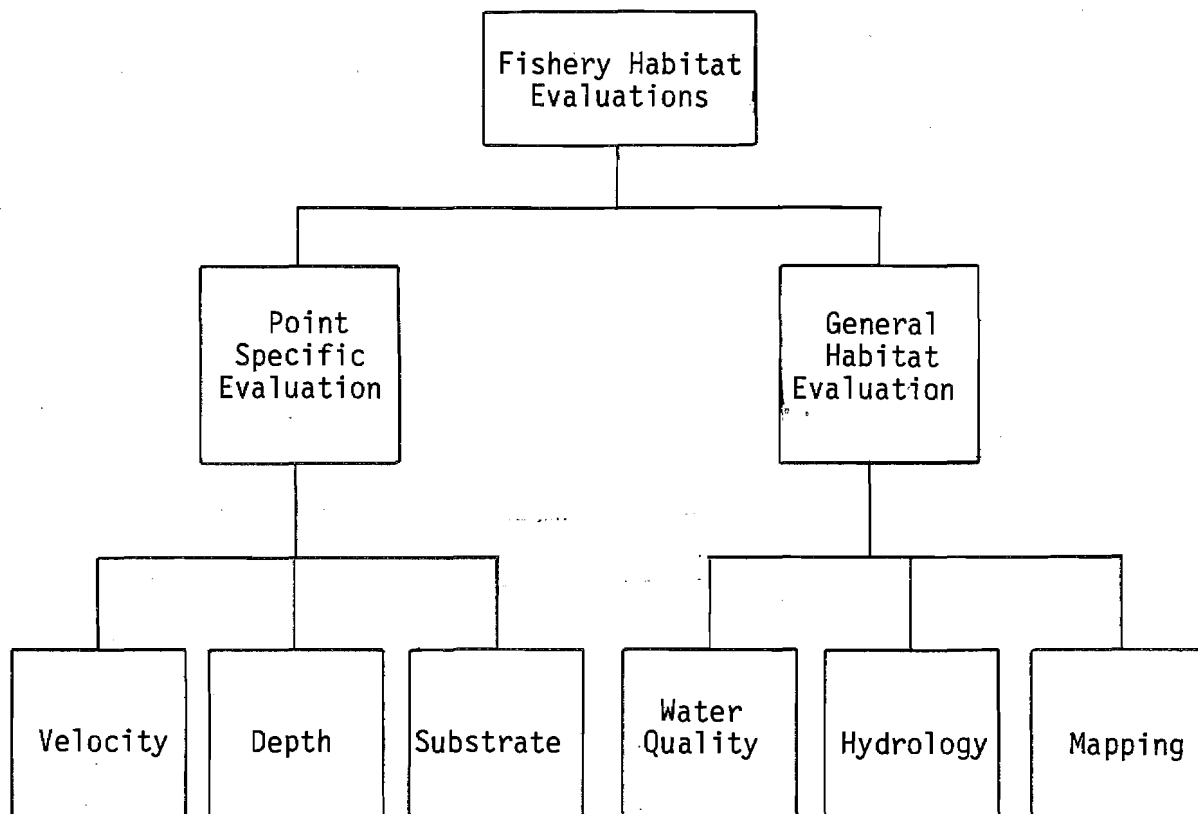 Fishery Habitat
Evaluations
Point
Specific
Evaluation
General
Habitat
Evaluation
Velocity
Depth
Substrate
Water
Quality
Hydrology
Mapping